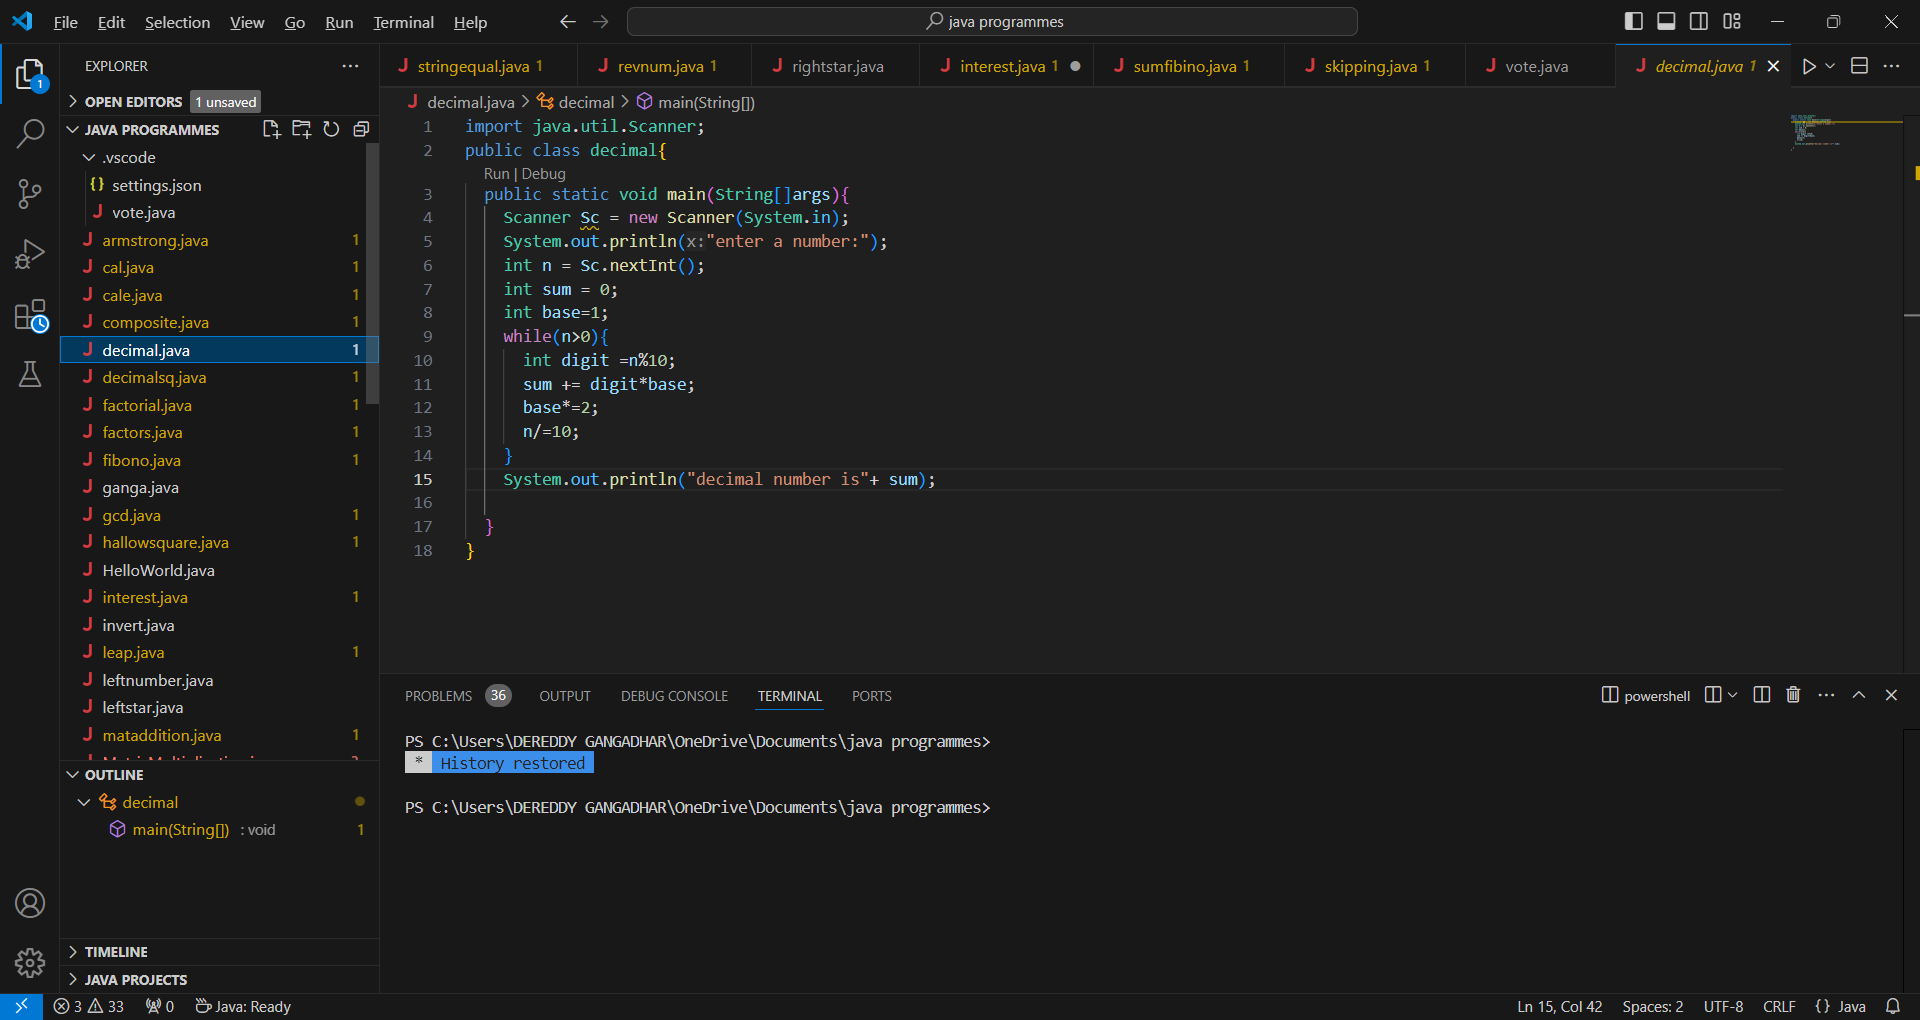 File Edit Selection View Go Run Terminal Help
java programmes
EXPLORER
OPEN EDITORS 1 unsaved
JAVA PROGRAMMES
.vscode
{} settings.json
J vote.java
J armstrong.java 1
J cal.java 1
J cale.java 1
J composite.java 1
J decimal.java 1
J decimalsq.java 1
J factorial.java 1
J factors.java 1
J fibono.java 1
J ganga.java
J gcd.java 1
J hallowsquare.java 1
J HelloWorld.java
J interest.java 1
J invert.java
J leap.java 1
J leftnumber.java
J leftstar.java
J mataddition.java 1
OUTLINE
decimal
main(String[]) : void 1
TIMELINE
JAVA PROJECTS
J stringequal.java 1 J revnum.java 1 J rightstar.java J interest.java 1 J sumfibino.java 1 J skipping.java 1 J vote.java J decimal.java 1
J decimal.java > decimal > main(String[])
1 import java.util.Scanner;
2 public class decimal{
Run | Debug
3 public static void main(String[]args){
4 Scanner Sc = new Scanner(System.in);
5 System.out.println(x:"enter a number:");
6 int n = Sc.nextInt();
7 int sum = 0;
8 int base=1;
9 while(n>0){
10 int digit =n%10;
11 sum += digit*base;
12 base*=2;
13 n/=10;
14 }
15 System.out.println("decimal number is"+ sum);
16
17 }
18 }
PROBLEMS 36 OUTPUT DEBUG CONSOLE TERMINAL PORTS
powershell
PS C:\Users\DEREDDY GANGADHAR\OneDrive\Documents\java programmes>
* History restored
PS C:\Users\DEREDDY GANGADHAR\OneDrive\Documents\java programmes>
1
3 33 0 Java: Ready
Ln 15, Col 42 Spaces: 2 UTF-8 CRLF {} Java